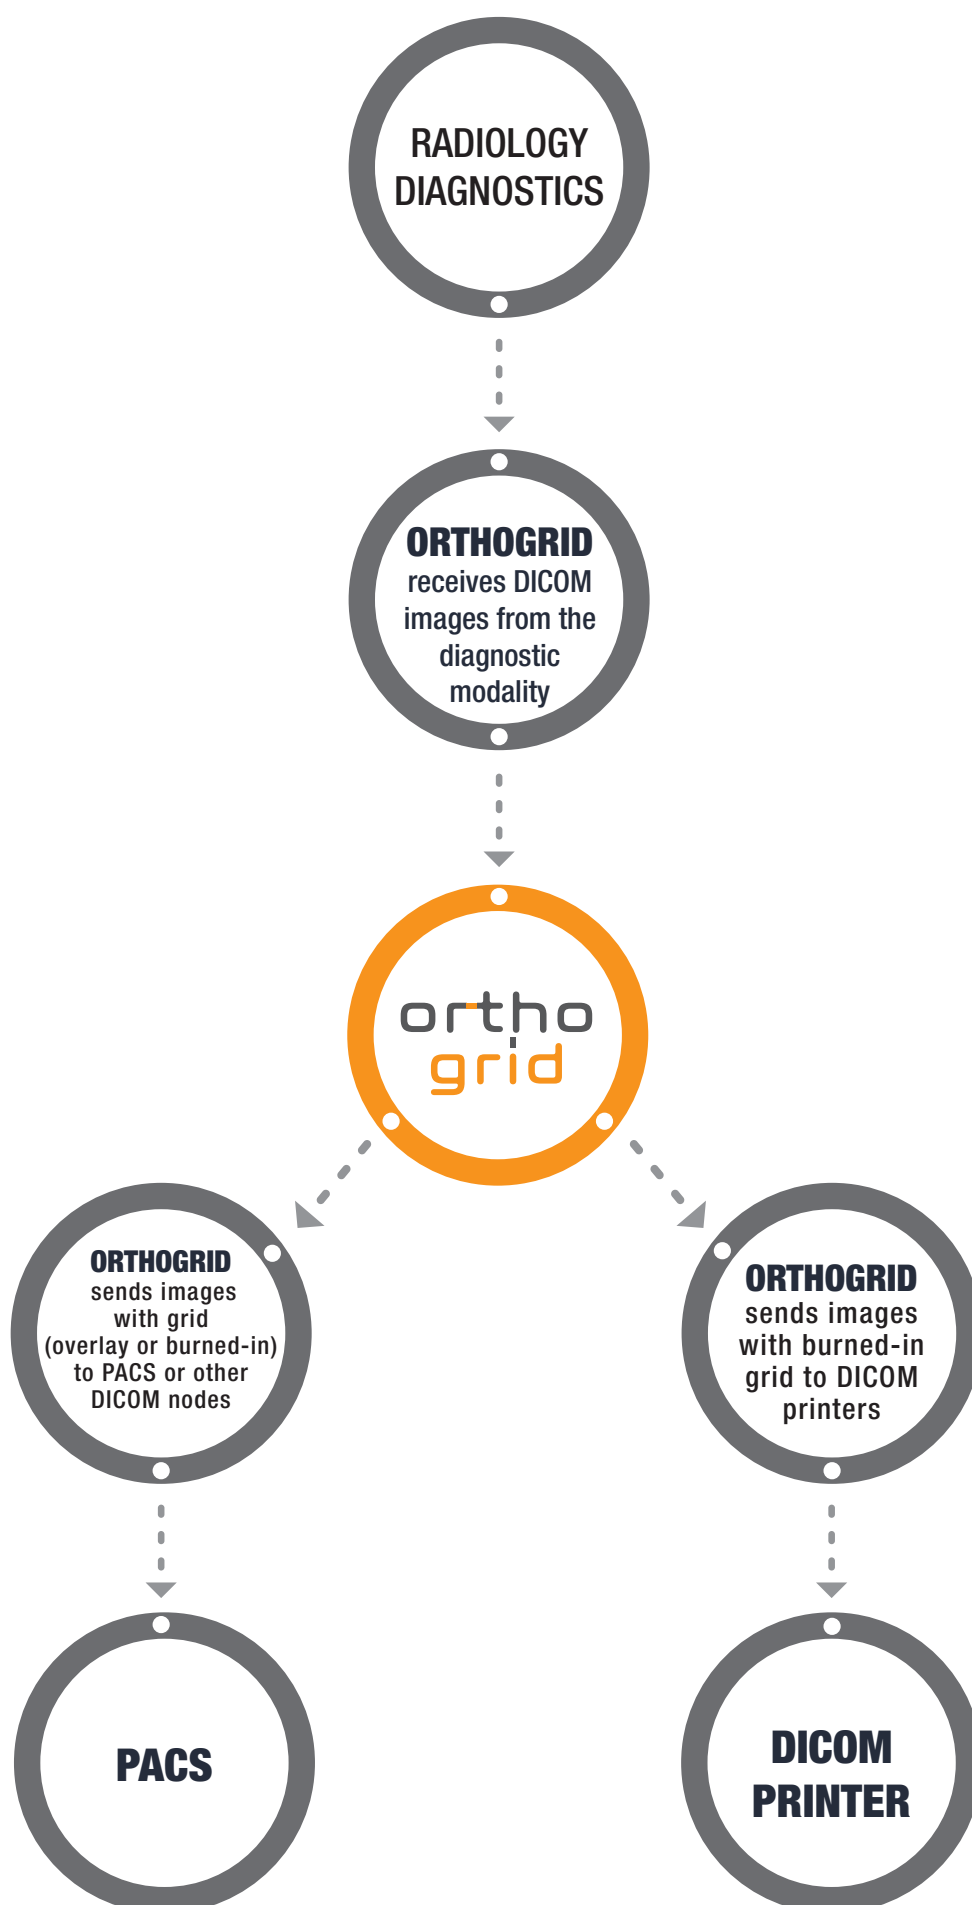 RADIOLOGY
DIAGNOSTICS
ORTHOGRID
receives DICOM
images from the
diagnostic
modality
ortho
grid
ORTHOGRID
sends images
with grid
(overlay or burned-in)
to PACS or other
DICOM nodes
ORTHOGRID
sends images
with burned-in
grid to DICOM
printers
PACS
DICOM
PRINTER